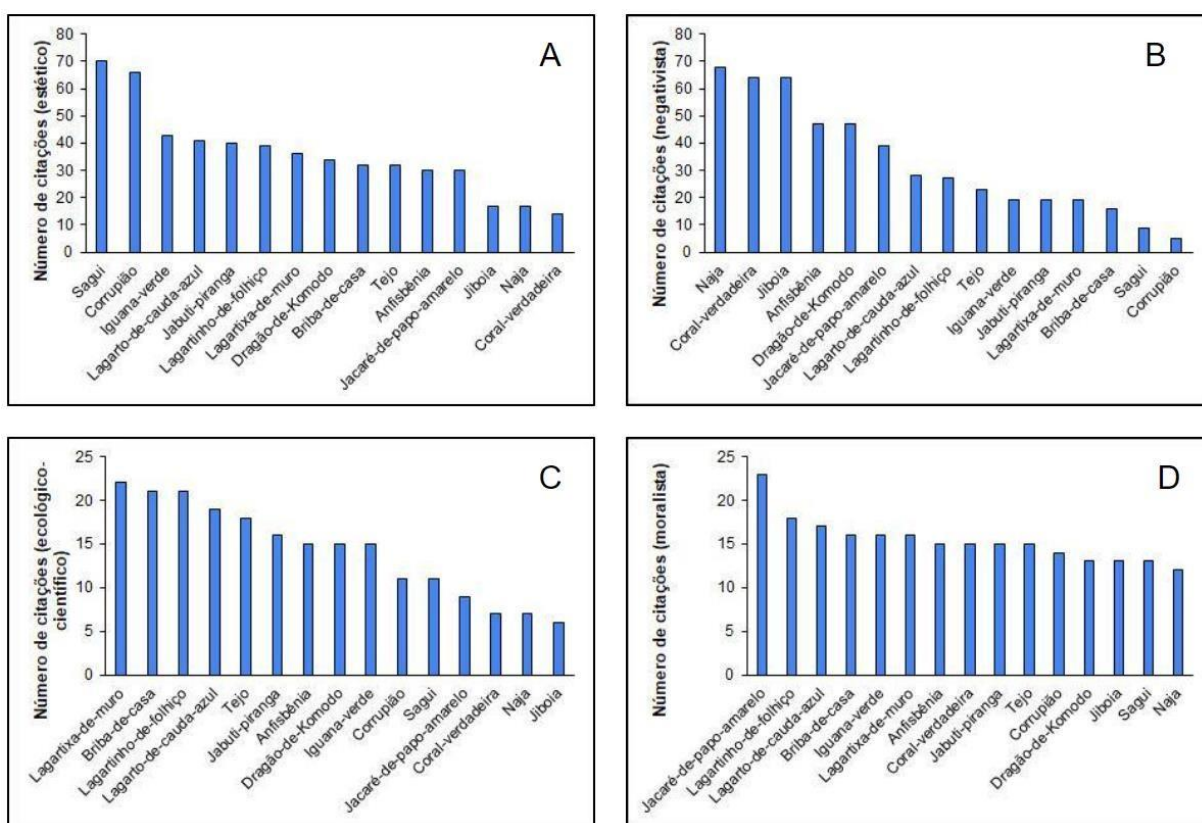 A
Número de citações (estético)
80
70
60
50
40
30
20
10
0
Sagui
Corrupião
Iguana-verde
Lagarto-de-cauda-azul
Jabuti-piranga
Lagartinho-de-folhiço
Lagartixa-de-muro
Dragão-de-Komodo
Briba-de-casa
Tejo
Anfisbênia
Jacaré-de-papo-amarelo
Jiboia
Naja
Coral-verdadeira
B
Número de citações (negativista)
80
70
60
50
40
30
20
10
0
Naja
Coral-verdadeira
Jiboia
Anfisbênia
Dragão-de-Komodo
Jacaré-de-papo-amarelo
Lagarto-de-cauda-azul
Lagartinho-de-folhiço
Tejo
Iguana-verde
Jabuti-piranga
Lagartixa-de-muro
Briba-de-casa
Sagui
Corrupião
C
Número de citações (ecológico-
científico)
25
20
15
10
5
0
Lagartixa-de-muro
Briba-de-casa
Lagartinho-de-folhiço
Lagarto-de-cauda-azul
Tejo
Jabuti-piranga
Anfisbênia
Dragão-de-Komodo
Iguana-verde
Corrupião
Sagui
Jacaré-de-papo-amarelo
Coral-verdadeira
Naja
Jiboia
D
Número de citações (moralista)
25
20
15
10
5
0
Jacaré-de-papo-amarelo
Lagartinho-de-folhiço
Lagarto-de-cauda-azul
Briba-de-casa
Iguana-verde
Lagartixa-de-muro
Anfisbênia
Coral-verdadeira
Jabuti-piranga
Tejo
Corrupião
Dragão-de-Komodo
Jiboia
Sagui
Naja